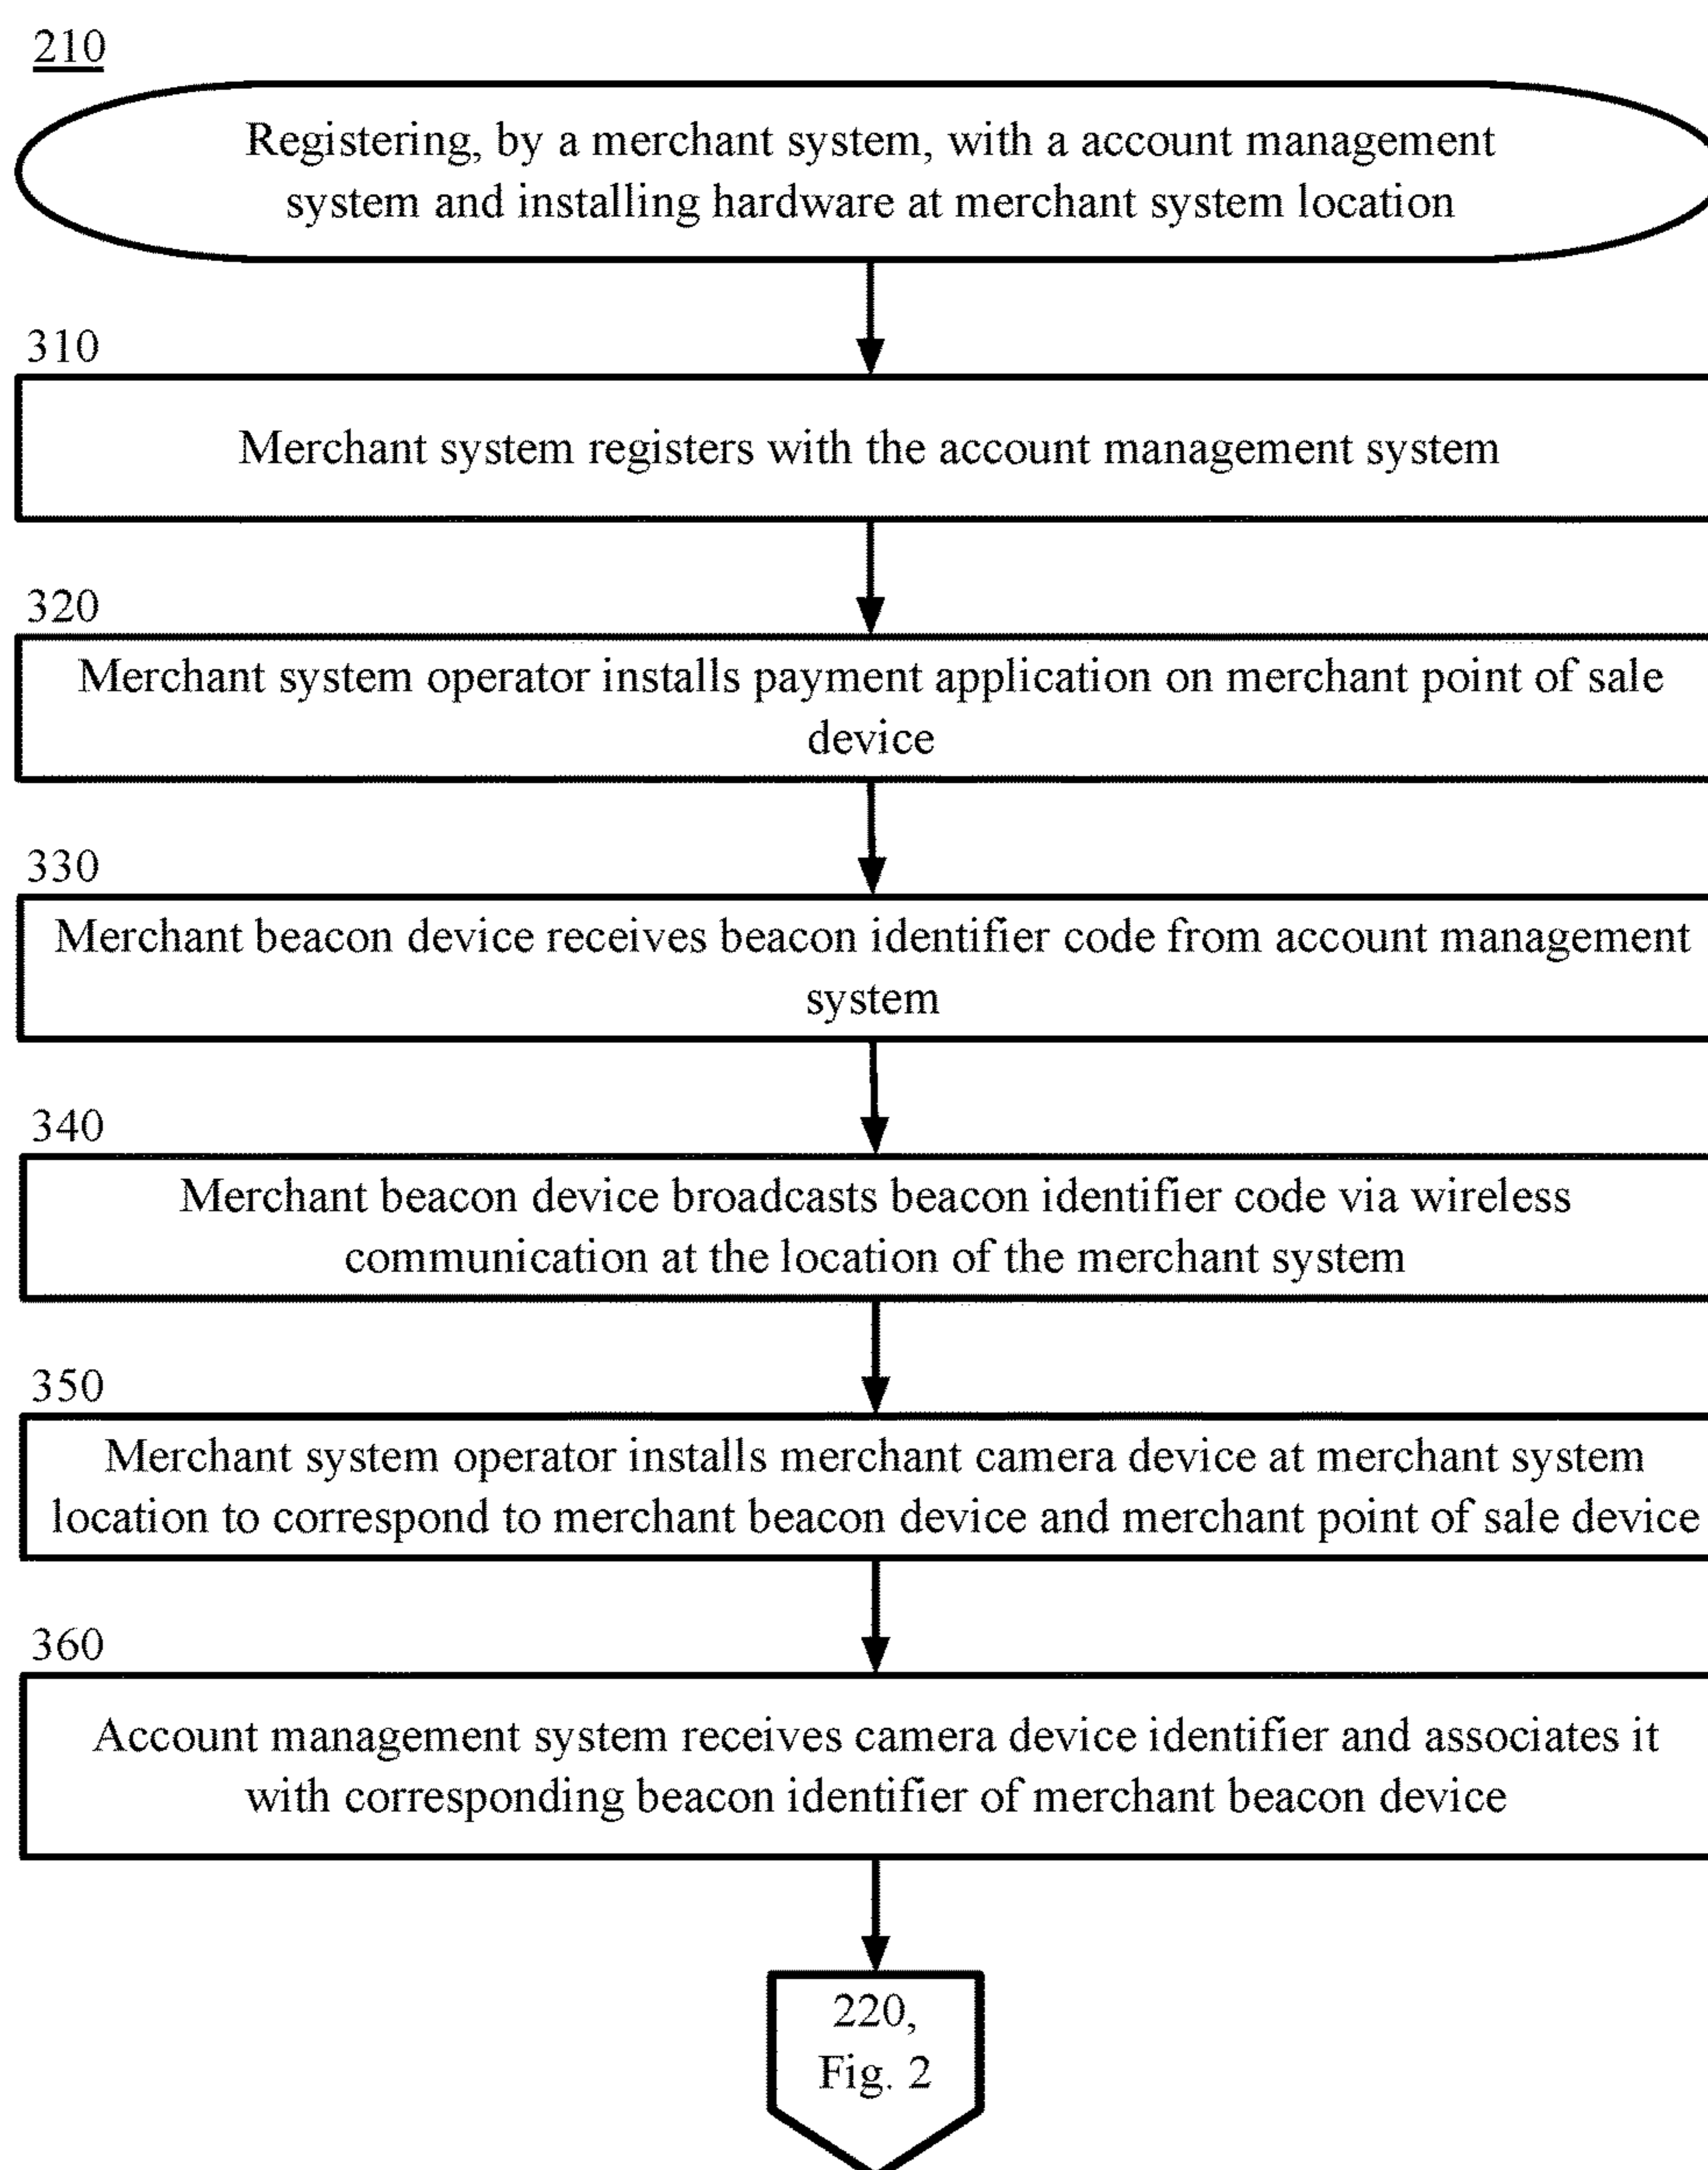 210
Registering, by a merchant system, with a account management
system and installing hardware at merchant system location
310
Merchant system registers with the account management system
320
Merchant system operator installs payment application on merchant point of sale
device
330
Merchant beacon device receives beacon identifier code from account management
system
340
Merchant beacon device broadcasts beacon identifier code via wireless
communication at the location of the merchant system
350
Merchant system operator installs merchant camera device at merchant system
location to correspond to merchant beacon device and merchant point of sale device
360
Account management system receives camera device identifier and associates it
with corresponding beacon identifier of merchant beacon device
220,
Fig. 2